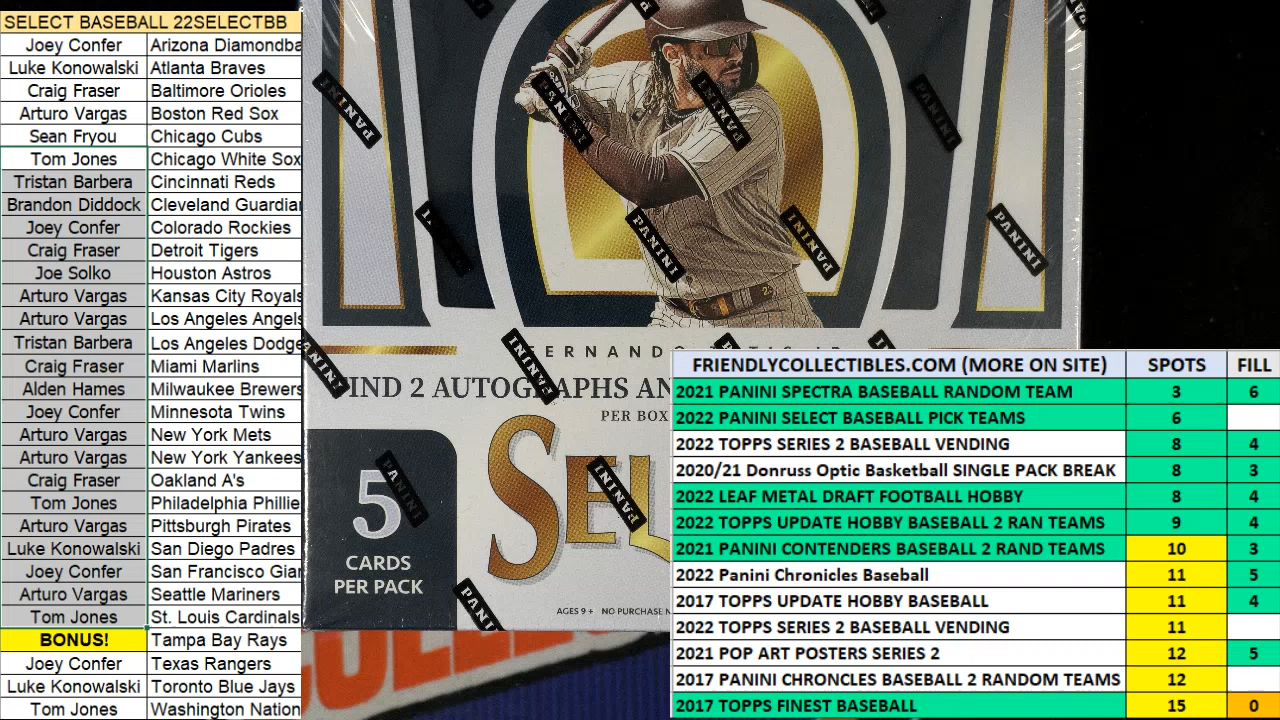 SELECT BASEBALL 22SELECTBB
Joey Confer Arizona Diamondba
Luke Konowalski Atlanta Braves
Craig Fraser Baltimore Orioles
Arturo Vargas Boston Red Sox
Sean Fryou Chicago Cubs
Tom Jones Chicago White Sox
Tristan Barbera Cincinnati Reds
Brandon Diddock Cleveland Guardian
Joey Confer Colorado Rockies
Craig Fraser Detroit Tigers
Joe Solko Houston Astros
Arturo Vargas Kansas City Royals
Arturo Vargas Los Angeles Angels
Tristan Barbera Los Angeles Dodge
Craig Fraser Miami Marlins
Alden Hames Milwaukee Brewers
Joey Confer Minnesota Twins
Arturo Vargas New York Mets
Arturo Vargas New York Yankees
Craig Fraser Oakland A's
Tom Jones Philadelphia Phillie
Arturo Vargas Pittsburgh Pirates
Luke Konowalski San Diego Padres
Joey Confer San Francisco Gian
Arturo Vargas Seattle Mariners
Tom Jones St. Louis Cardinals
BONUS! Tampa Bay Rays
Joey Confer Texas Rangers
Luke Konowalski Toronto Blue Jays
Tom Jones Washington Nation
PANINI
PANINI
PANINI
PANINI
PANINI
PANINI
PANINI
PANINI
PANINI
PANINI
PANINI
FERNANDO
FIND 2 AUTOGRAPHS AN
PER BOX
5
CARDS
PER PACK
SEL
AGES 9+ NO PURCHASE N
FRIENDLYCOLLECTIBLES.COM (MORE ON SITE) SPOTS FILL
2021 PANINI SPECTRA BASEBALL RANDOM TEAM 3 6
2022 PANINI SELECT BASEBALL PICK TEAMS 6
2022 TOPPS SERIES 2 BASEBALL VENDING 8 4
2020/21 Donruss Optic Basketball SINGLE PACK BREAK 8 3
2022 LEAF METAL DRAFT FOOTBALL HOBBY 8 4
2022 TOPPS UPDATE HOBBY BASEBALL 2 RAN TEAMS 9 4
2021 PANINI CONTENDERS BASEBALL 2 RAND TEAMS 10 3
2022 Panini Chronicles Baseball 11 5
2017 TOPPS UPDATE HOBBY BASEBALL 11 4
2022 TOPPS SERIES 2 BASEBALL VENDING 11
2021 POP ART POSTERS SERIES 2 12 5
2017 PANINI CHRONCLES BASEBALL 2 RANDOM TEAMS 12
2017 TOPPS FINEST BASEBALL 15 0